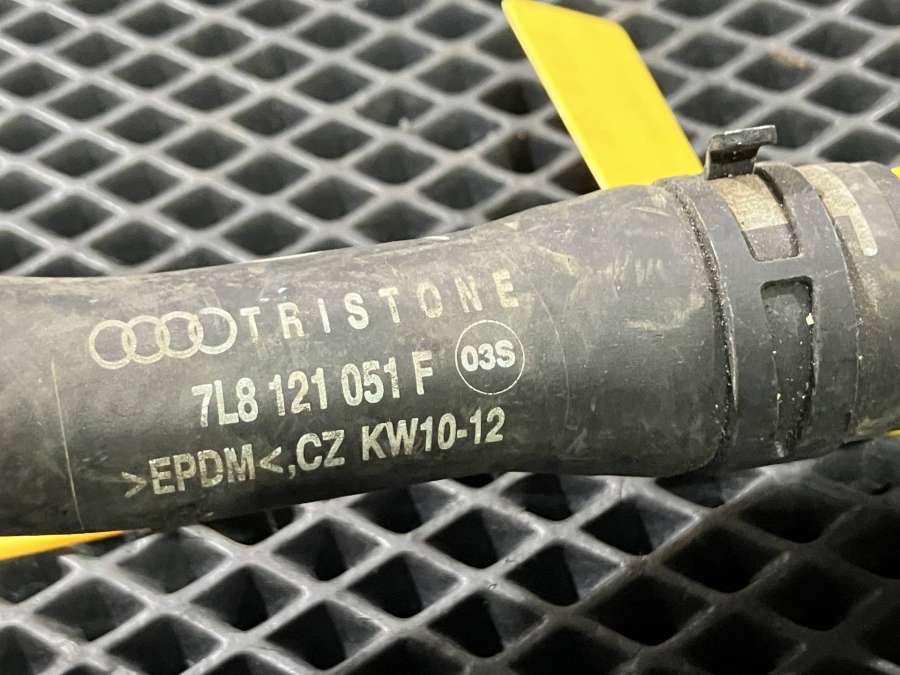 TRISTONE
7L8 121 051 F 03S
>EPDM<,CZ KW10-12